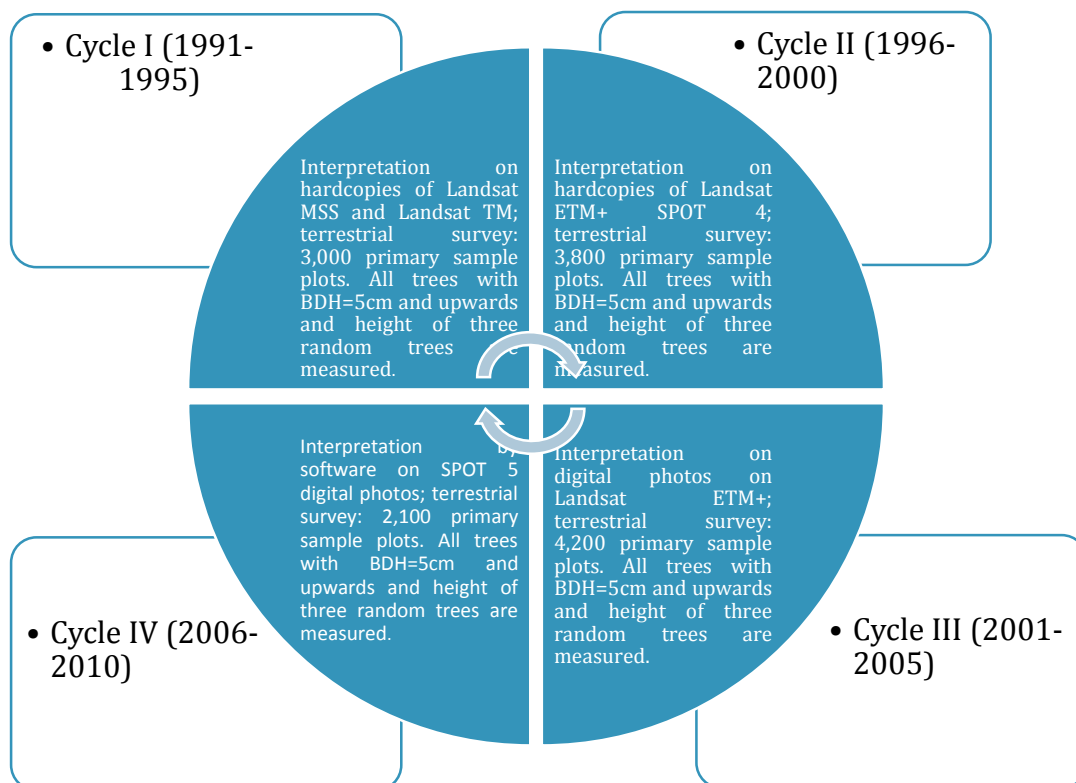 • Cycle I (1991-
1995)
Interpretation on
hardcopies of Landsat
MSS and Landsat TM;
terrestrial survey:
3,000 primary sample
plots. All trees with
BDH=5cm and upwards
and height of three
random trees are
measured.
• Cycle II (1996-
2000)
Interpretation on
hardcopies of Landsat
ETM+ SPOT 4;
terrestrial survey:
3,800 primary sample
plots. All trees with
BDH=5cm and upwards
and height of three
random trees are
measured.
• Cycle III (2001-
2005)
Interpretation on
digital photos on
Landsat ETM+;
terrestrial survey:
4,200 primary sample
plots. All trees with
BDH=5cm and upwards
and height of three
random trees are
measured.
• Cycle IV (2006-
2010)
Interpretation by
software on SPOT 5
digital photos; terrestrial
survey: 2,100 primary
sample plots. All trees
with BDH=5cm and
upwards and height of
three random trees are
measured.